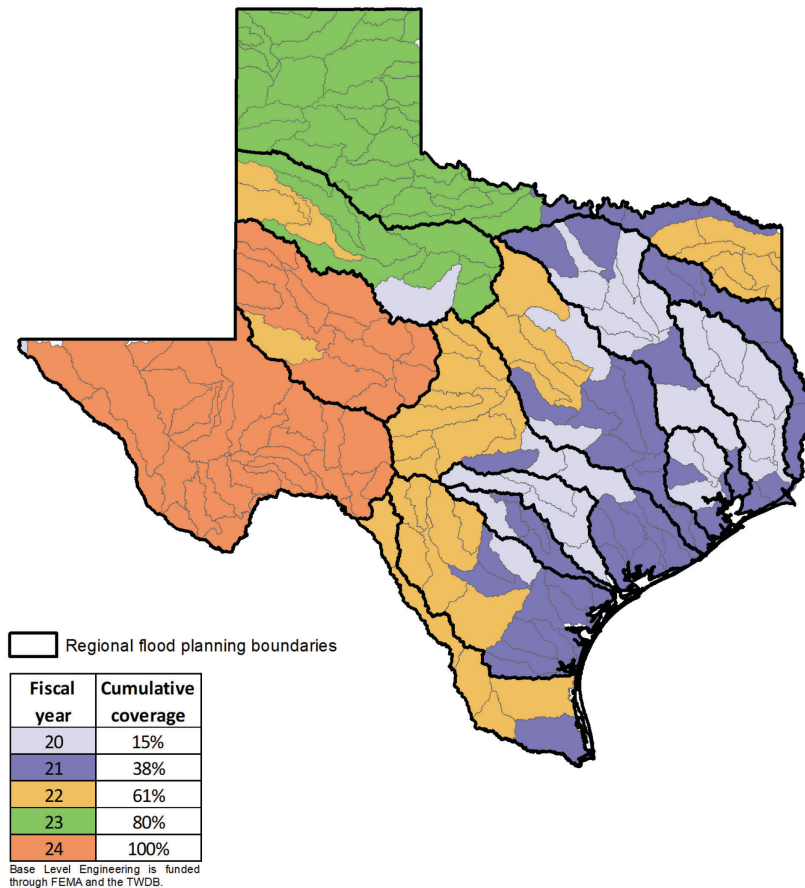 Regional flood planning boundaries
Fiscal year Cumulative coverage
20 15%
21 38%
22 61%
23 80%
24 100%
Base Level Engineering is funded
through FEMA and the TWDB.